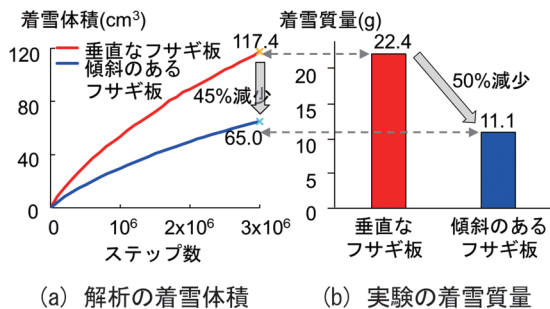 着雪体積(cm³)
垂直なフサギ板
傾斜のある
フサギ板
117.4
45%減少
65.0
120
80
40
0
0
10⁶
2x10⁶
3x10⁶
ステップ数
(a) 解析の着雪体積
着雪質量(g)
22.4
50%減少
11.1
20
15
10
5
0
垂直な
フサギ板
傾斜のある
フサギ板
(b) 実験の着雪質量